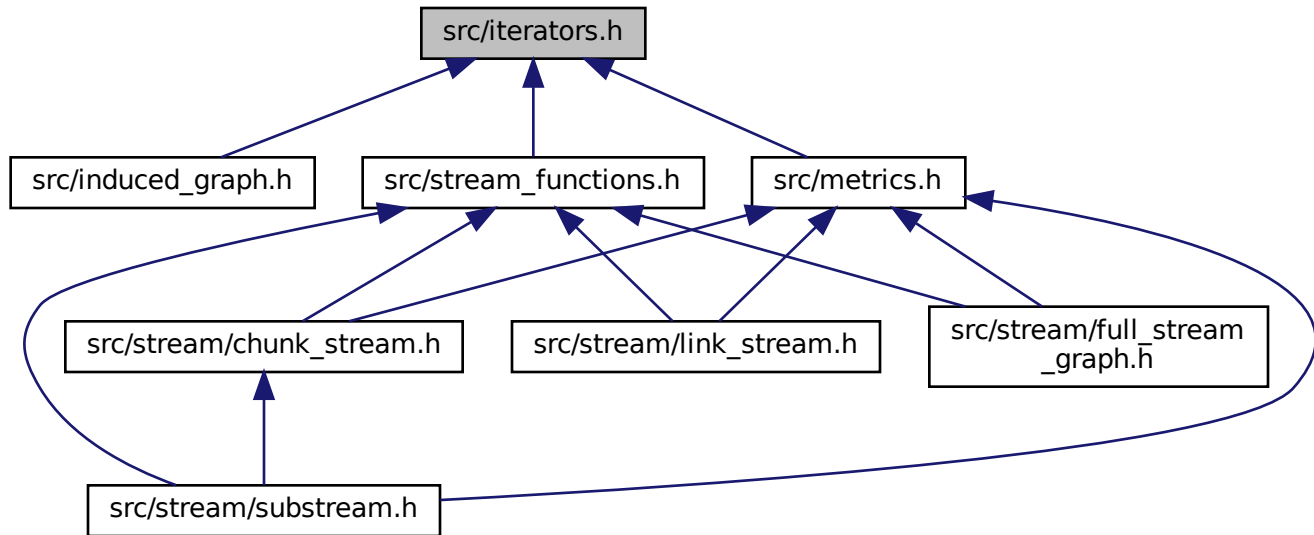 src/iterators.h
src/induced_graph.h
src/stream_functions.h
src/metrics.h
src/stream/chunk_stream.h
src/stream/link_stream.h
src/stream/full_stream
_graph.h
src/stream/substream.h